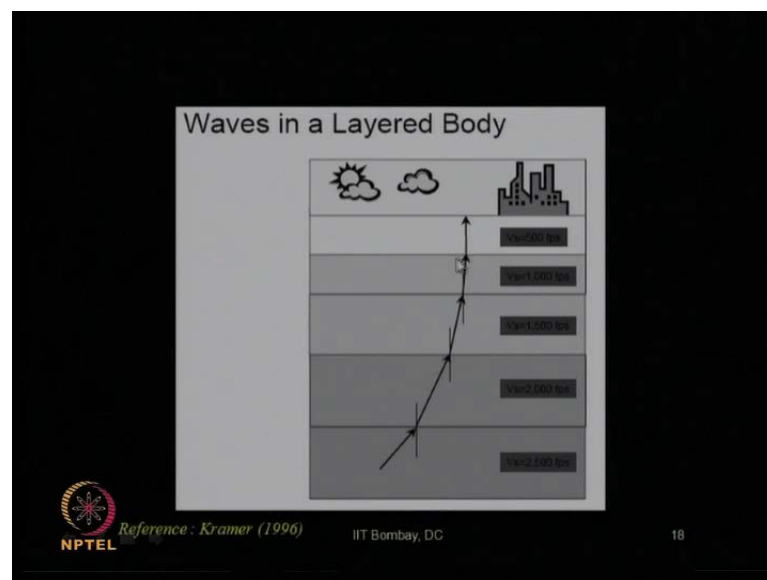 Waves in a Layered Body
Vs=500 fps
Vs=1,000 fps
Vs=1,500 fps
Vs=2,000 fps
Vs=2,500 fps
Reference : Kramer (1996)
IIT Bombay, DC
18
NPTEL